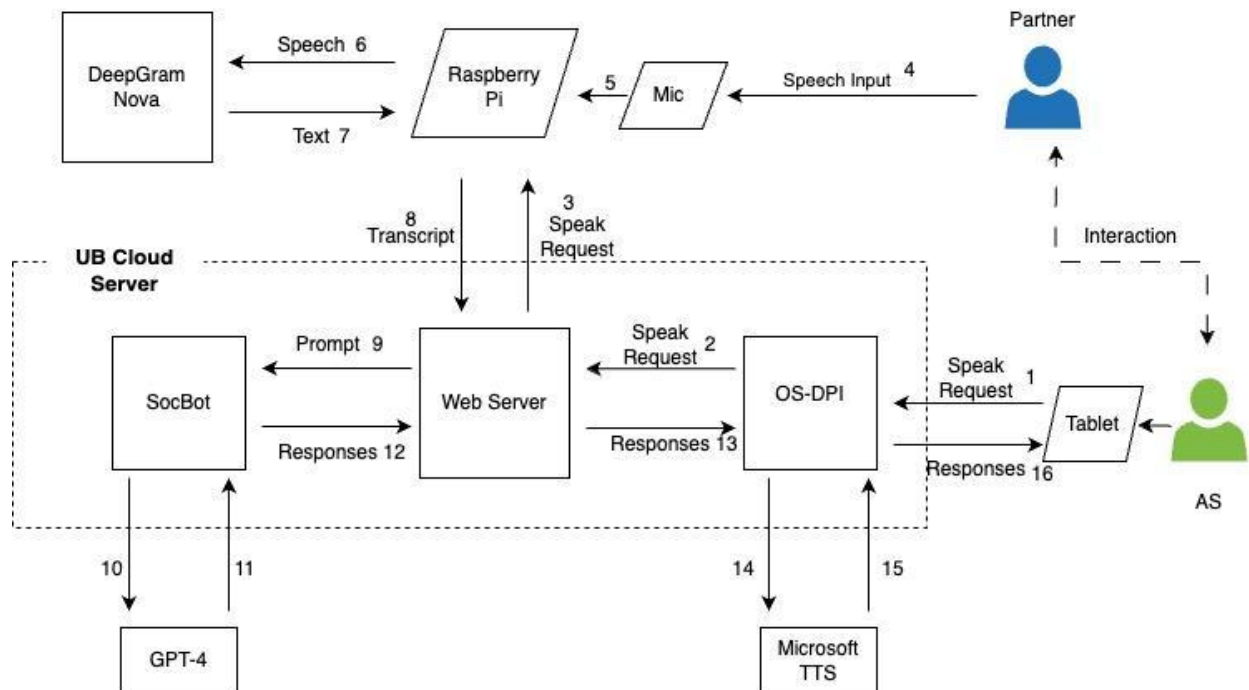 Partner
DeepGram
Nova
Speech 6
Text 7
Raspberry
Pi
5
Mic
Speech Input 4
8
Transcript
3
Speak
Request
Interaction
UB Cloud
Server
SocBot
Prompt 9
Responses 12
Web Server
Speak
Request 2
Responses 13
OS-DPI
Speak
Request 1
Responses 16
Tablet
AS
10
11
14
15
GPT-4
Microsoft
TTS